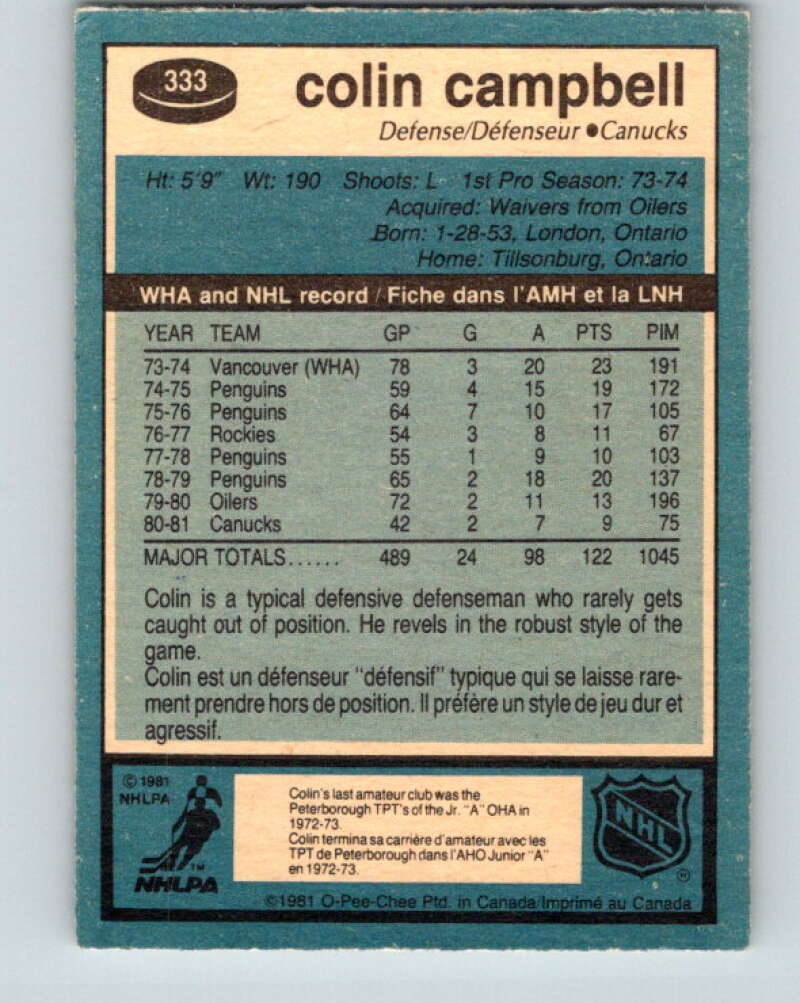 333
colin campbell
Defense/Défenseur ●Canucks
Ht: 5'9" Wt: 190 Shoots: L 1st Pro Season: 73-74
Acquired: Waivers from Oilers
Born: 1-28-53, London, Ontario
Home: Tillsonburg, Ontario
WHA and NHL record / Fiche dans l'AMH et la LNH
YEAR TEAM GP G A PTS PIM
73-74 Vancouver (WHA) 78 3 20 23 191
74-75 Penguins 59 4 15 19 172
75-76 Penguins 64 7 10 17 105
76-77 Rockies 54 3 8 11 67
77-78 Penguins 55 1 9 10 103
78-79 Penguins 65 2 18 20 137
79-80 Oilers 72 2 11 13 196
80-81 Canucks 42 2 7 9 75
MAJOR TOTALS...... 489 24 98 122 1045
Colin is a typical defensive defenseman who rarely gets
caught out of position. He revels in the robust style of the
game.
Colin est un défenseur "défensif" typique qui se laisse rare-
ment prendre hors de position. Il préfère un style de jeu dur et
agressif.
© 1981
NHLPA
TM
NHLPA
Colin's last amateur club was the
Peterborough TPT's of the Jr. "A" OHA in
1972-73.
Colin termina sa carrière d'amateur avec les
TPT de Peterborough dans l'AHO Junior "A"
en 1972-73.
NHL
®
©1981 O-Pee-Chee Ptd. in Canada/Imprimé au Canada